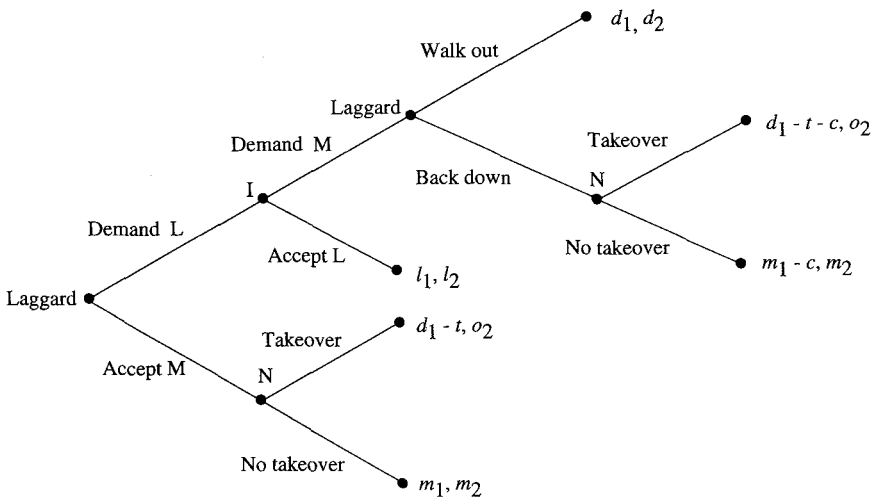 Walk out
d1, d2
Laggard
Demand M
Takeover
d1 - t - c, o2
Back down
N
I
No takeover
m1 - c, m2
Demand L
Accept L
l1, l2
Laggard
Takeover
d1 - t, o2
Accept M
N
No takeover
m1, m2